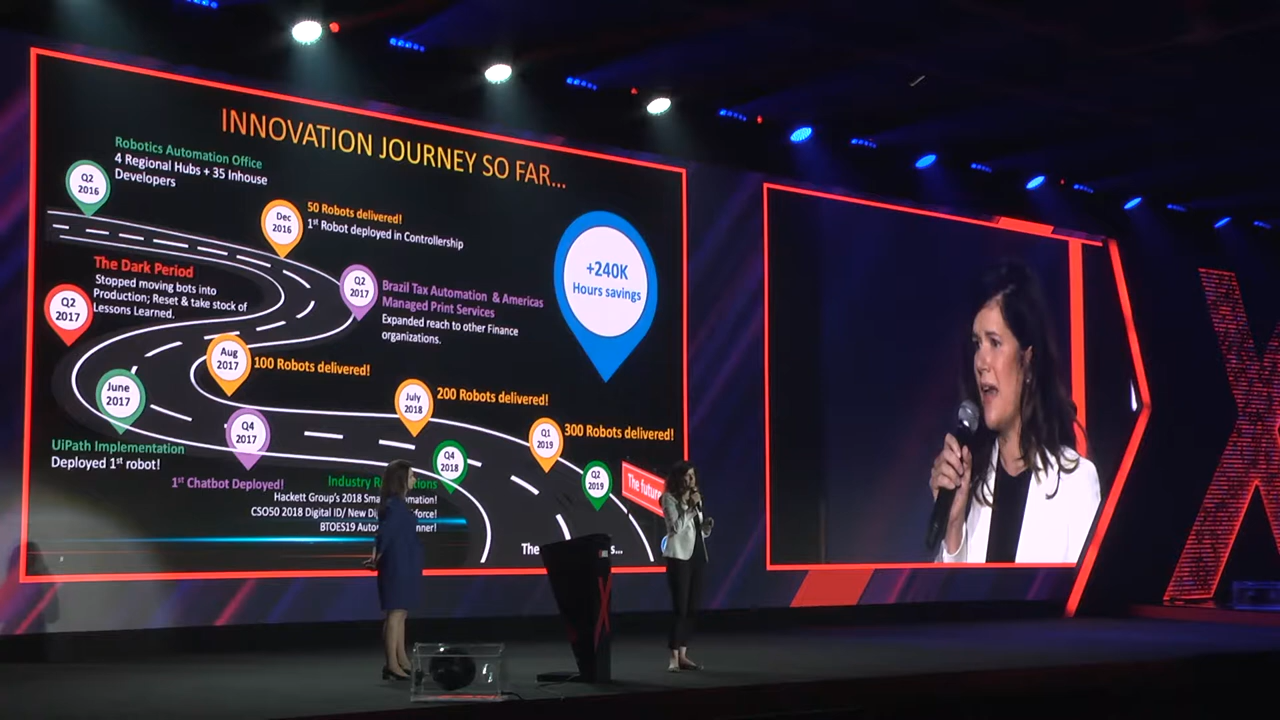 INNOVATION JOURNEY SO FAR...
Robotics Automation Office
4 Regional Hubs + 35 Inhouse
Developers
Q2
2016
Dec
2016
50 Robots delivered!
1st Robot deployed in Controllership
+240K
Hours savings
The Dark Period
Stopped moving bots into
Production; Reset & take stock of
Lessons Learned.
Q2
2017
Q2
2017
Brazil Tax Automation & Americas
Managed Print Services
Expanded reach to other Finance
organizations.
Aug
2017
100 Robots delivered!
June
2017
July
2018
200 Robots delivered!
Q4
2017
Q1
2019
300 Robots delivered!
UiPath Implementation
Deployed 1st robot!
Q4
2018
Q2
2019
The future
1st Chatbot Deployed!
Industry
Hackett Group's 2018
CSO50 2018 Digital ID/ New
BTOES19
The
X